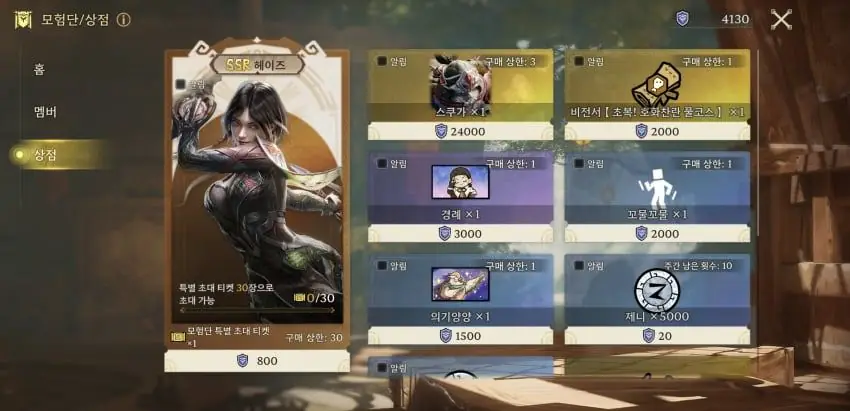 모험단/상점
4130
홈
멤버
상점
SSR 헤이즈
알림
특별 초대 티켓 30장으로
초대 가능
0/30
모험단 특별 초대 티켓
×1
구매 상한: 30
800
알림
구매 상한: 3
스쿠가 ×1
24000
알림
구매 상한: 1
비전서【 초복! 호화찬란 풀코스 】 ×1
2000
알림
구매 상한: 1
경례 ×1
3000
알림
구매 상한: 1
꼬물꼬물 ×1
2000
알림
구매 상한: 1
의기양양 ×1
1500
알림
주간 남은 횟수: 10
제니 ×5000
20
알림